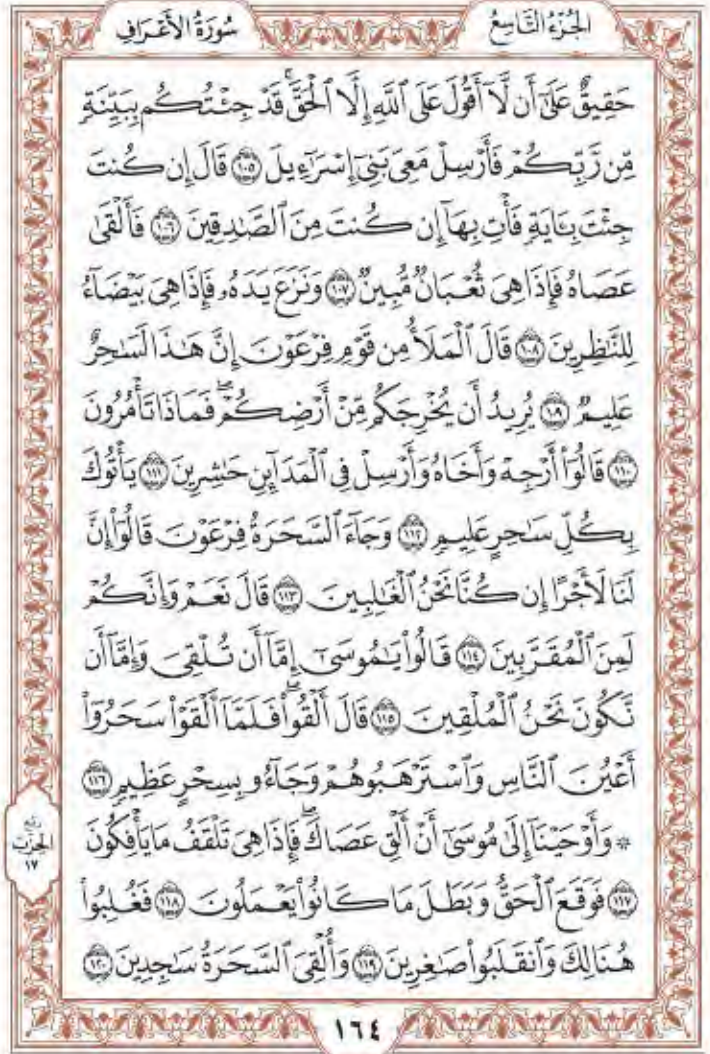 الجُزْءُ التَّاسِعُ
سُورَةُ الأَعْرَافِ
حَقِيقٌ عَلَىٰٓ أَن لَّآ أَقُولَ عَلَى ٱللَّهِ إِلَّا ٱلْحَقَّۚ قَدْ جِئْتُكُم بِبَيِّنَةٍ
مِّن رَّبِّكُمْ فَأَرْسِلْ مَعِىَ بَنِىٓ إِسْرَٰٓءِيلَ ١٠٥ قَالَ إِن كُنتَ
جِئْتَ بِـَٔايَةٍ فَأْتِ بِهَآ إِن كُنتَ مِنَ ٱلصَّٰدِقِينَ ١٠٦ فَأَلْقَىٰ
عَصَاهُ فَإِذَا هِىَ ثُعْبَانٌ مُّبِينٌ ١٠٧ وَنَزَعَ يَدَهُۥ فَإِذَا هِىَ بَيْضَآءُ
لِلنَّٰظِرِينَ ١٠٨ قَالَ ٱلْمَلَأُ مِن قَوْمِ فِرْعَوْنَ إِنَّ هَٰذَا لَسَٰحِرٌ
عَلِيمٌ ١٠٩ يُرِيدُ أَن يُخْرِجَكُم مِّنْ أَرْضِكُمْۖ فَمَاذَا تَأْمُرُونَ
١١٠ قَالُوٓا۟ أَرْجِهْ وَأَخَاهُ وَأَرْسِلْ فِى ٱلْمَدَآئِنِ حَٰشِرِينَ ١١١ يَأْتُوكَ
بِكُلِّ سَٰحِرٍ عَلِيمٍ ١١٢ وَجَآءَ ٱلسَّحَرَةُ فِرْعَوْنَ قَالُوٓا۟ إِنَّ
لَنَا لَأَجْرًا إِن كُنَّا نَحْنُ ٱلْغَٰلِبِينَ ١١٣ قَالَ نَعَمْ وَإِنَّكُمْ
لَمِنَ ٱلْمُقَرَّبِينَ ١١٤ قَالُوا۟ يَٰمُوسَىٰٓ إِمَّآ أَن تُلْقِىَ وَإِمَّآ أَن
نَّكُونَ نَحْنُ ٱلْمُلْقِينَ ١١٥ قَالَ أَلْقُوا۟ۖ فَلَمَّآ أَلْقَوْا۟ سَحَرُوٓا۟
أَعْيُنَ ٱلنَّاسِ وَٱسْتَرْهَبُوهُمْ وَجَآءُو بِسِحْرٍ عَظِيمٍ ١١٦
۞ وَأَوْحَيْنَآ إِلَىٰ مُوسَىٰٓ أَنْ أَلْقِ عَصَاكَۖ فَإِذَا هِىَ تَلْقَفُ مَا يَأْفِكُونَ
١١٧ فَوَقَعَ ٱلْحَقُّ وَبَطَلَ مَا كَانُوا۟ يَعْمَلُونَ ١١٨ فَغُلِبُوا۟
هُنَالِكَ وَٱنقَلَبُوا۟ صَٰغِرِينَ ١١٩ وَأُلْقِىَ ٱلسَّحَرَةُ سَٰجِدِينَ ١٢٠
رُبْعُ
الحِزْبِ
١٧
١٦٤